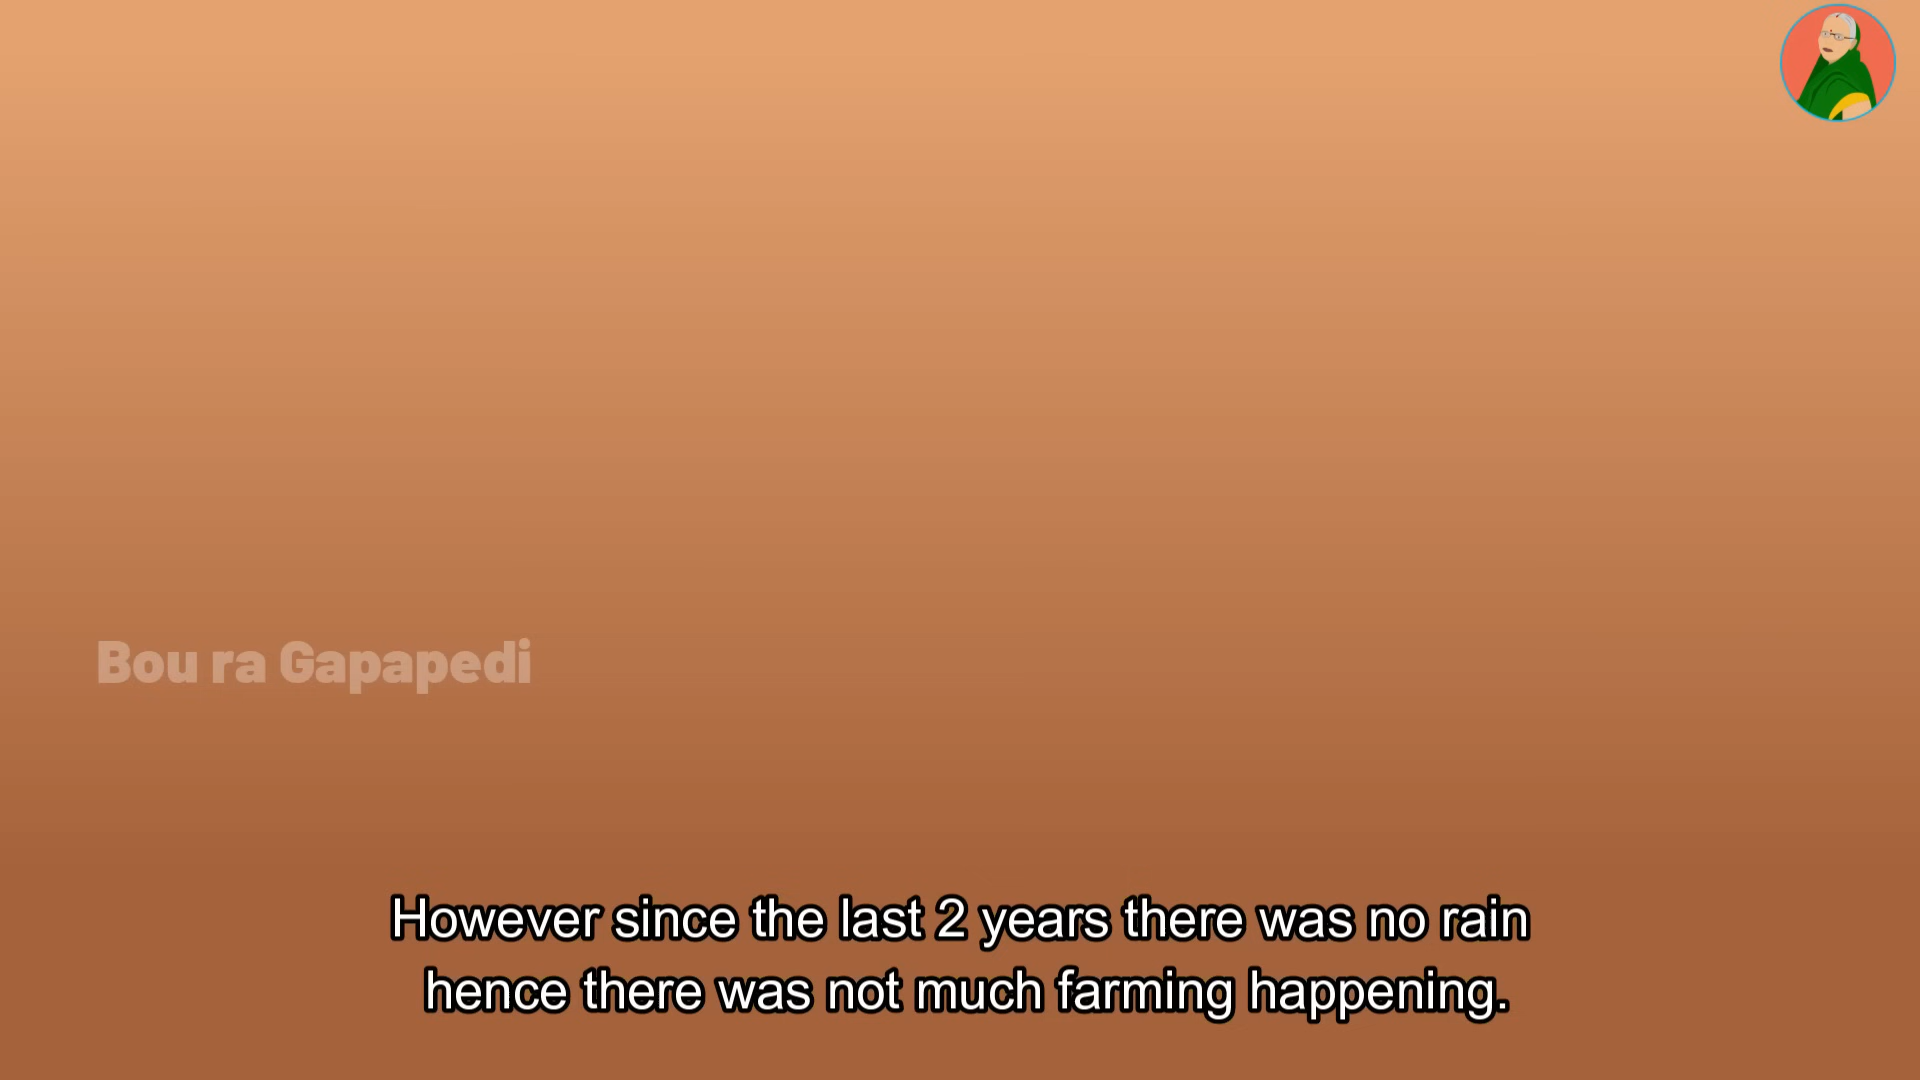 Bou ra Gapapedi
However since the last 2 years there was no rain
hence there was not much farming happening.